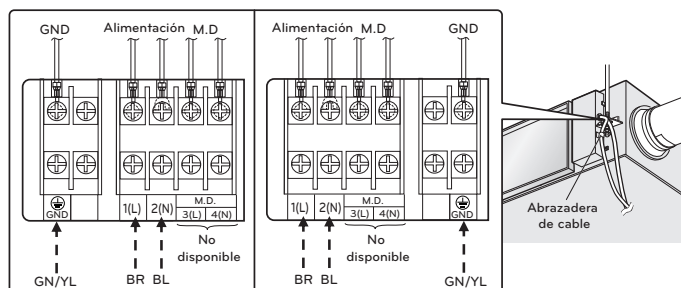 GND
Alimentación M.D
1(L) 2(N) M.D. 3(L) 4(N)
GND
No disponible
GN/YL BR BL
Alimentación M.D
GND
1(L) 2(N) M.D. 3(L) 4(N)
GND
No disponible
BR BL GN/YL
Abrazadera
de cable